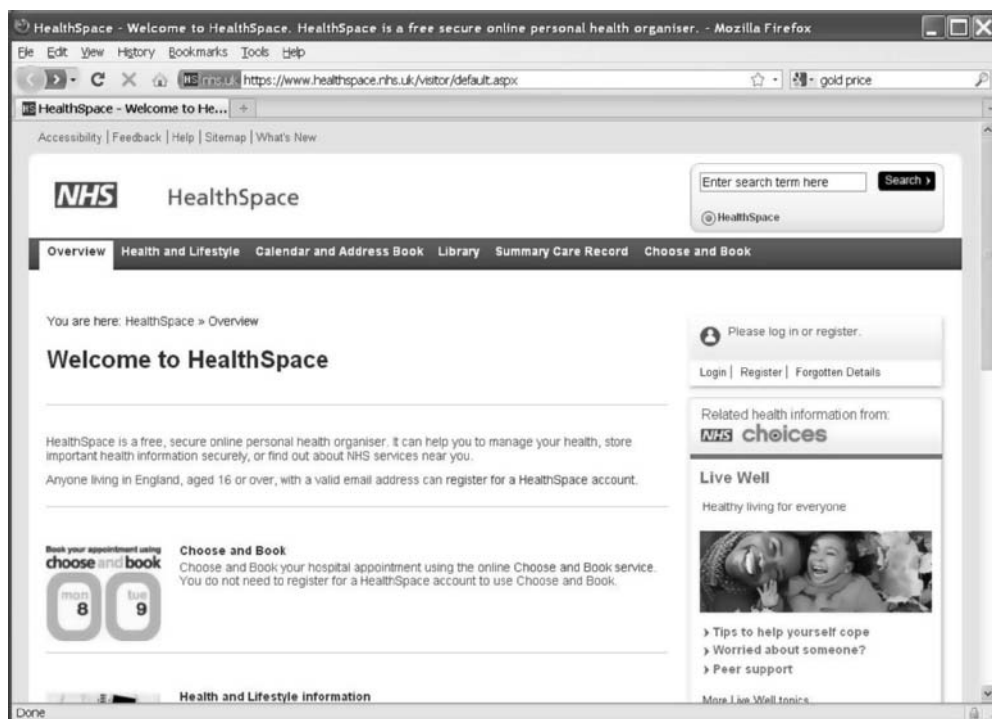 HealthSpace - Welcome to HealthSpace. HealthSpace is a free secure online personal health organiser. - Mozilla Firefox
File Edit View History Bookmarks Tools Help
NHS nhs.uk https://www.healthspace.nhs.uk/visitor/default.aspx gold price
HealthSpace - Welcome to He...
Accessibility | Feedback | Help | Sitemap | What's New
NHS HealthSpace
Enter search term here Search ›
HealthSpace
Overview Health and Lifestyle Calendar and Address Book Library Summary Care Record Choose and Book
You are here: HealthSpace » Overview
Welcome to HealthSpace
HealthSpace is a free, secure online personal health organiser. It can help you to manage your health, store
important health information securely, or find out about NHS services near you.
Anyone living in England, aged 16 or over, with a valid email address can register for a HealthSpace account.
Book your appointment using
choose and book
mon 8 tue 9
Choose and Book
Choose and Book your hospital appointment using the online Choose and Book service.
You do not need to register for a HealthSpace account to use Choose and Book.
Health and Lifestyle information
Please log in or register.
Login | Register | Forgotten Details
Related health information from:
NHS choices
Live Well
Healthy living for everyone
› Tips to help yourself cope
› Worried about someone?
› Peer support
More Live Well topics
Done